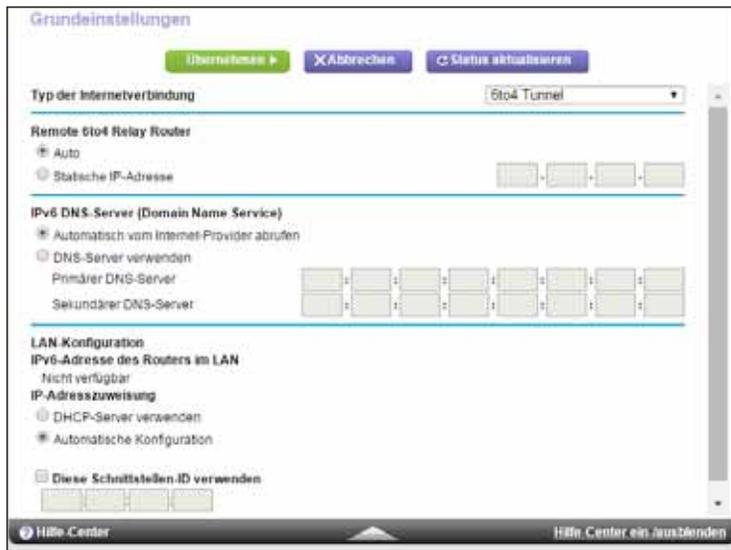 Grundeinstellungen
Übernehmen
Abbrechen
Status aktualisieren
Typ der Internetverbindung
6to4 Tunnel
Remote 6to4 Relay Router
Auto
Statische IP-Adresse
IPv6 DNS-Server (Domain Name Service)
Automatisch vom Internet-Provider abrufen
DNS-Server verwenden
Primärer DNS-Server
Sekundärer DNS-Server
LAN-Konfiguration
IPv6-Adresse des Routers im LAN
Nicht verfügbar
IP-Adresszuweisung
DHCP-Server verwenden
Automatische Konfiguration
Diese Schnittstellen-ID verwenden
Hilfe-Center
Hilfe-Center ein-/ausblenden